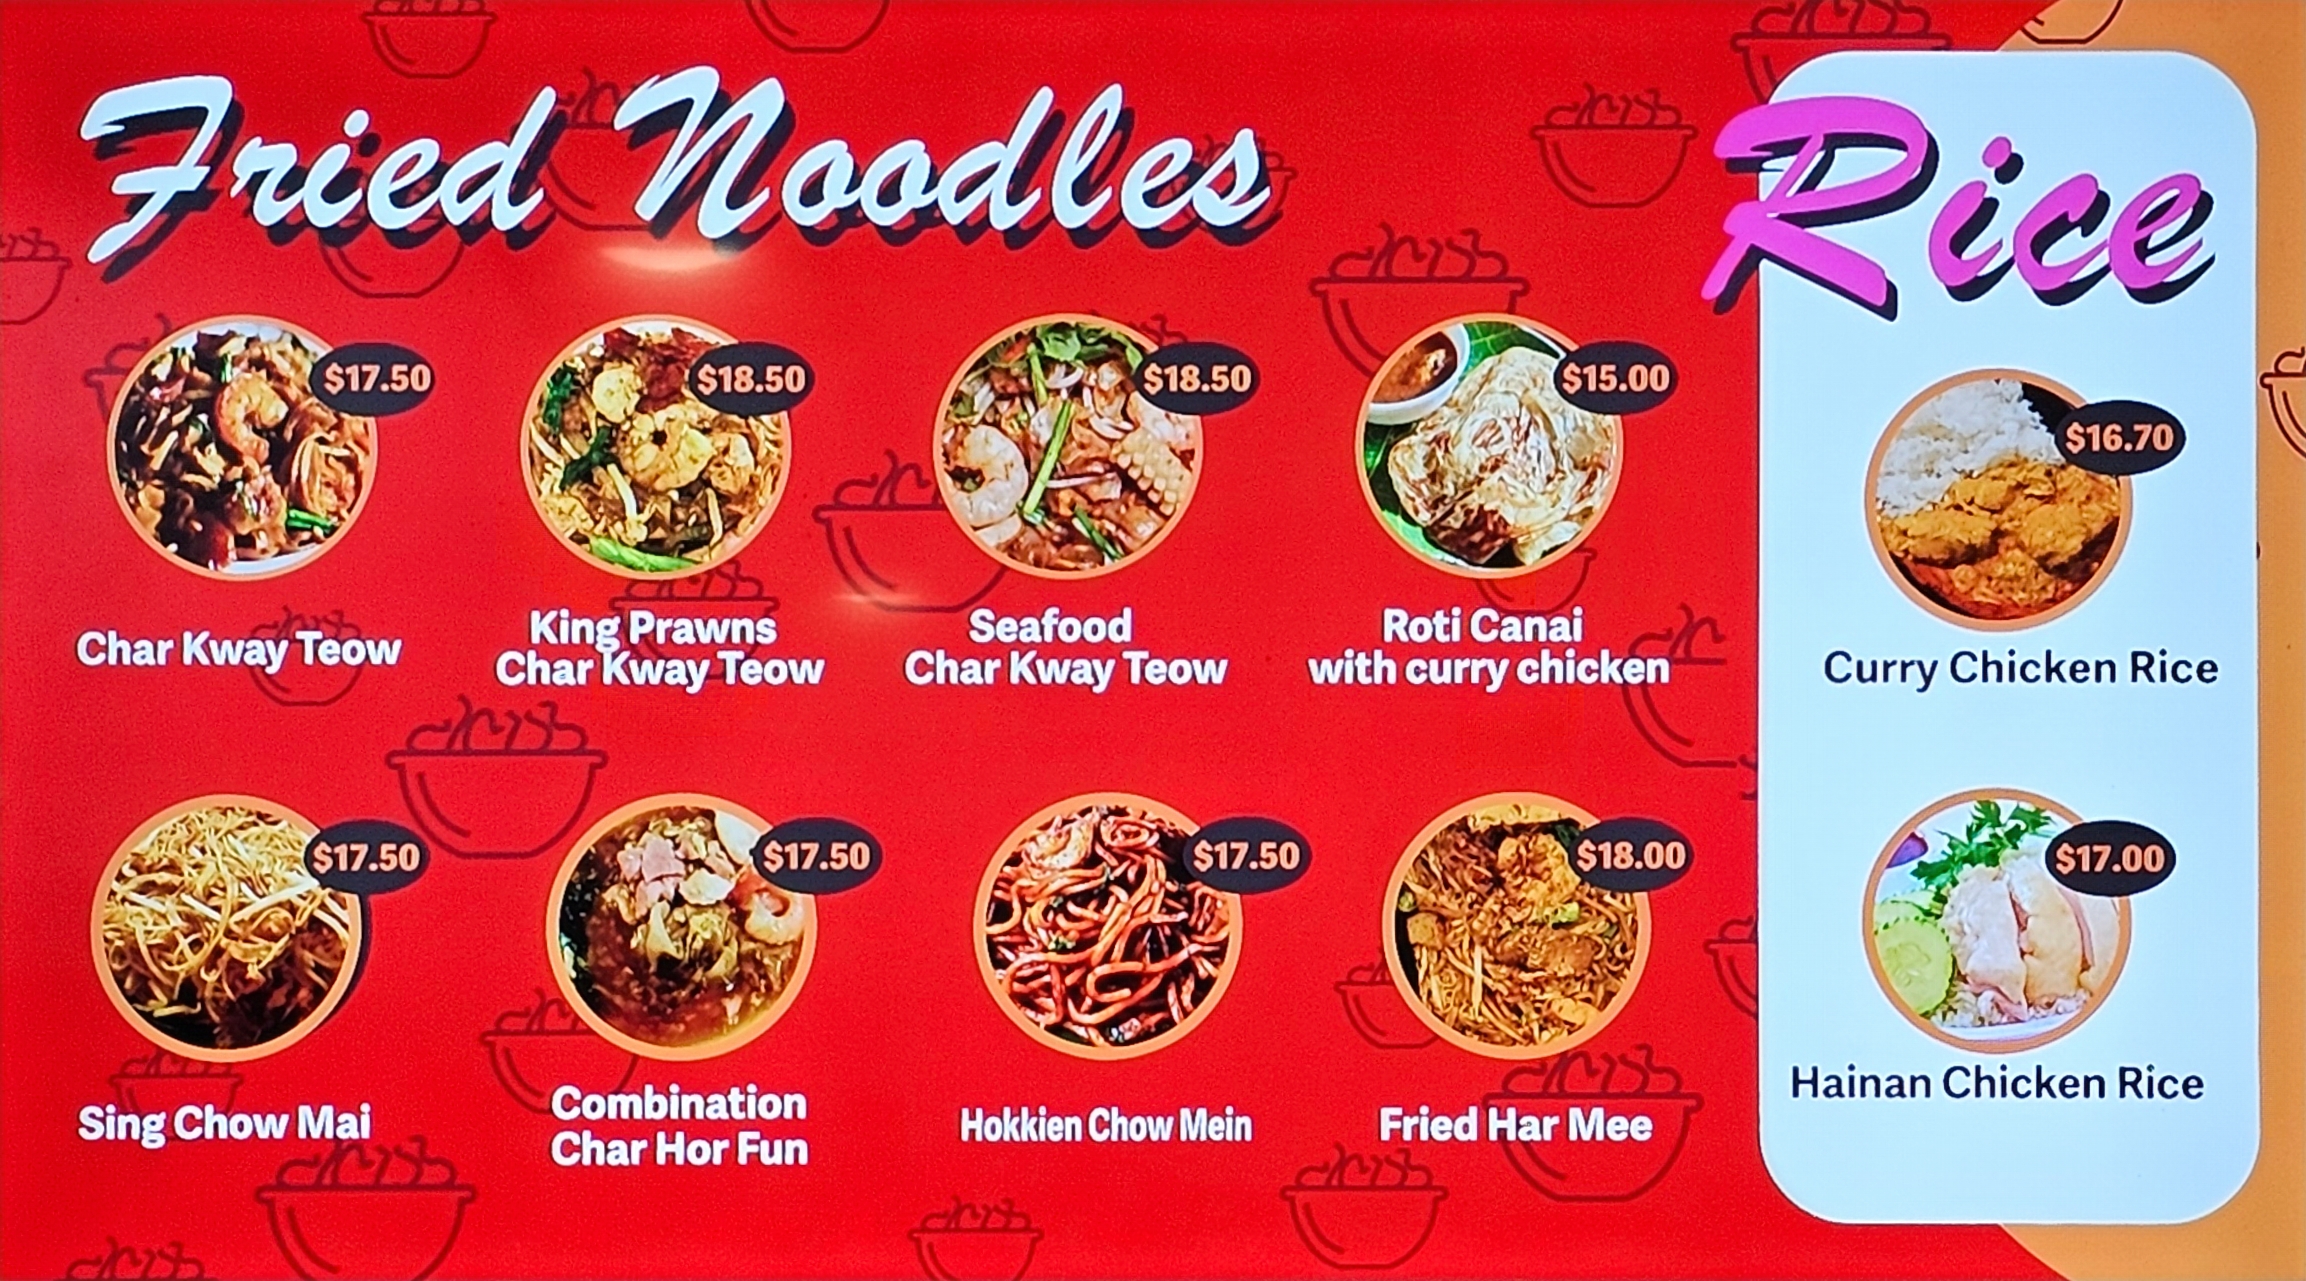 Fried Noodles
$17.50
Char Kway Teow
$18.50
King Prawns
Char Kway Teow
$18.50
Seafood
Char Kway Teow
$15.00
Roti Canai
with curry chicken
$17.50
Sing Chow Mai
$17.50
Combination
Char Hor Fun
$17.50
Hokkien Chow Mein
$18.00
Fried Har Mee
Rice
$16.70
Curry Chicken Rice
$17.00
Hainan Chicken Rice